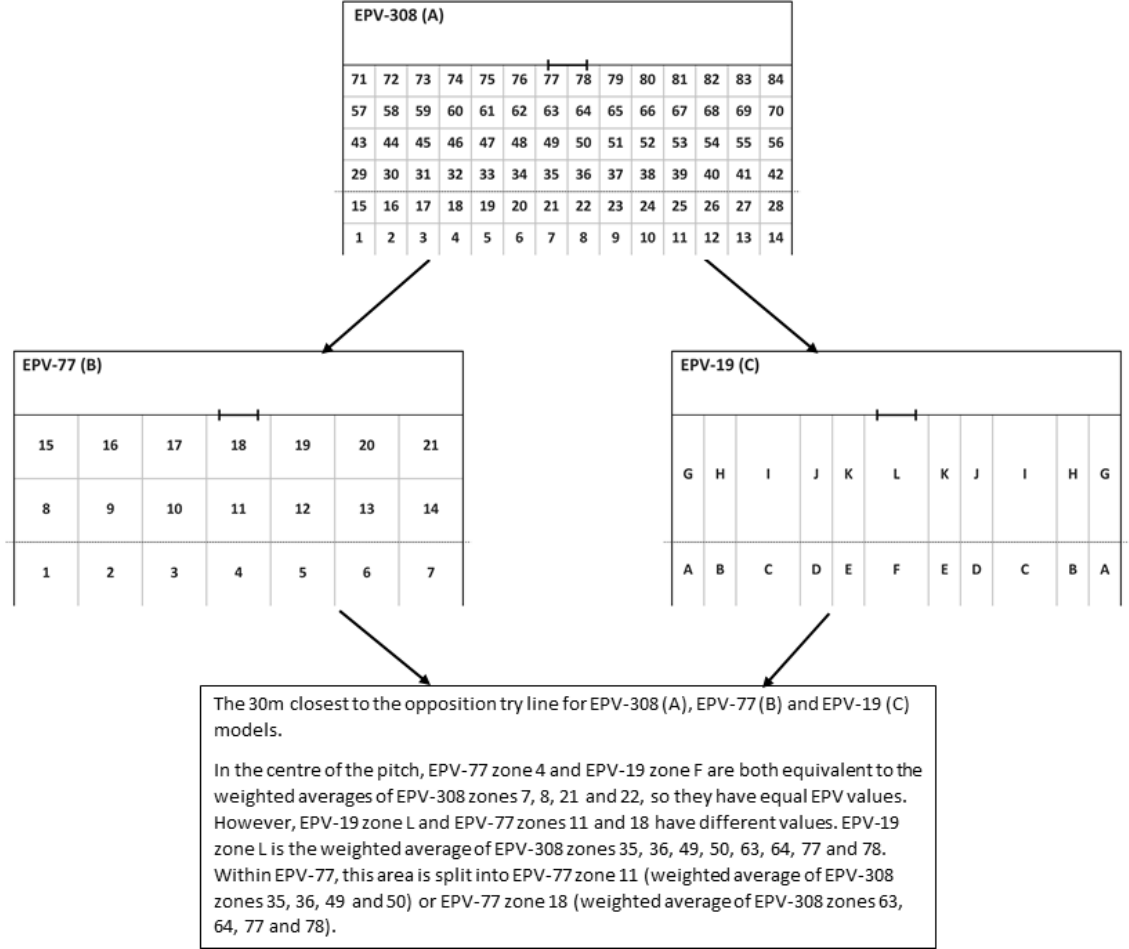 EPV-308 (A)
71 72 73 74 75 76 77 78 79 80 81 82 83 84
57 58 59 60 61 62 63 64 65 66 67 68 69 70
43 44 45 46 47 48 49 50 51 52 53 54 55 56
29 30 31 32 33 34 35 36 37 38 39 40 41 42
15 16 17 18 19 20 21 22 23 24 25 26 27 28
1 2 3 4 5 6 7 8 9 10 11 12 13 14
EPV-77 (B)
15 16 17 18 19 20 21
8 9 10 11 12 13 14
1 2 3 4 5 6 7
EPV-19 (C)
G H I J K L K J I H G
A B C D E F E D C B A
The 30m closest to the opposition try line for EPV-308 (A), EPV-77 (B) and EPV-19 (C)
models.
In the centre of the pitch, EPV-77 zone 4 and EPV-19 zone F are both equivalent to the
weighted averages of EPV-308 zones 7, 8, 21 and 22, so they have equal EPV values.
However, EPV-19 zone L and EPV-77 zones 11 and 18 have different values. EPV-19
zone L is the weighted average of EPV-308 zones 35, 36, 49, 50, 63, 64, 77 and 78.
Within EPV-77, this area is split into EPV-77 zone 11 (weighted average of EPV-308
zones 35, 36, 49 and 50) or EPV-77 zone 18 (weighted average of EPV-308 zones 63,
64, 77 and 78).